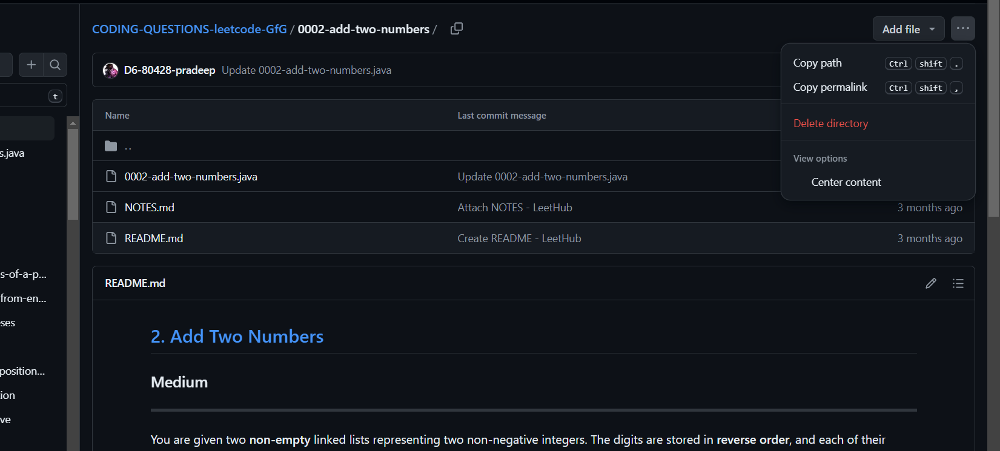 CODING-QUESTIONS-leetcode-GfG / 0002-add-two-numbers /
Add file
D6-80428-pradeep Update 0002-add-two-numbers.java
Copy path Ctrl shift .
Copy permalink Ctrl shift ,
Delete directory
View options
Center content
t
Name Last commit message
..
s.java
0002-add-two-numbers.java Update 0002-add-two-numbers.java
NOTES.md Attach NOTES - LeetHub 3 months ago
README.md Create README - LeetHub 3 months ago
s-of-a-p...
README.md
from-en...
ses
2. Add Two Numbers
position...
Medium
ion
ve
You are given two non-empty linked lists representing two non-negative integers. The digits are stored in reverse order, and each of their